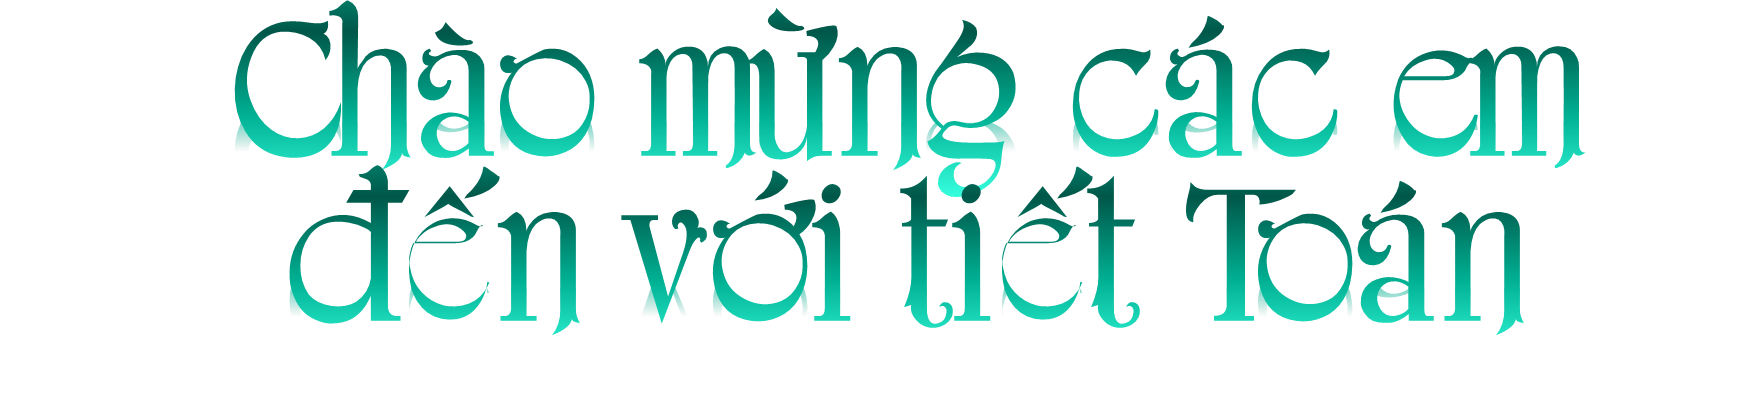 Chào mừng các em
đến với tiết Toán